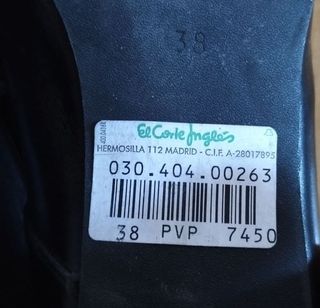 38
El Corte Inglés
HERMOSILLA 112 MADRID - C.I.F. A-28017895
030.404.00263
38 PVP 7450